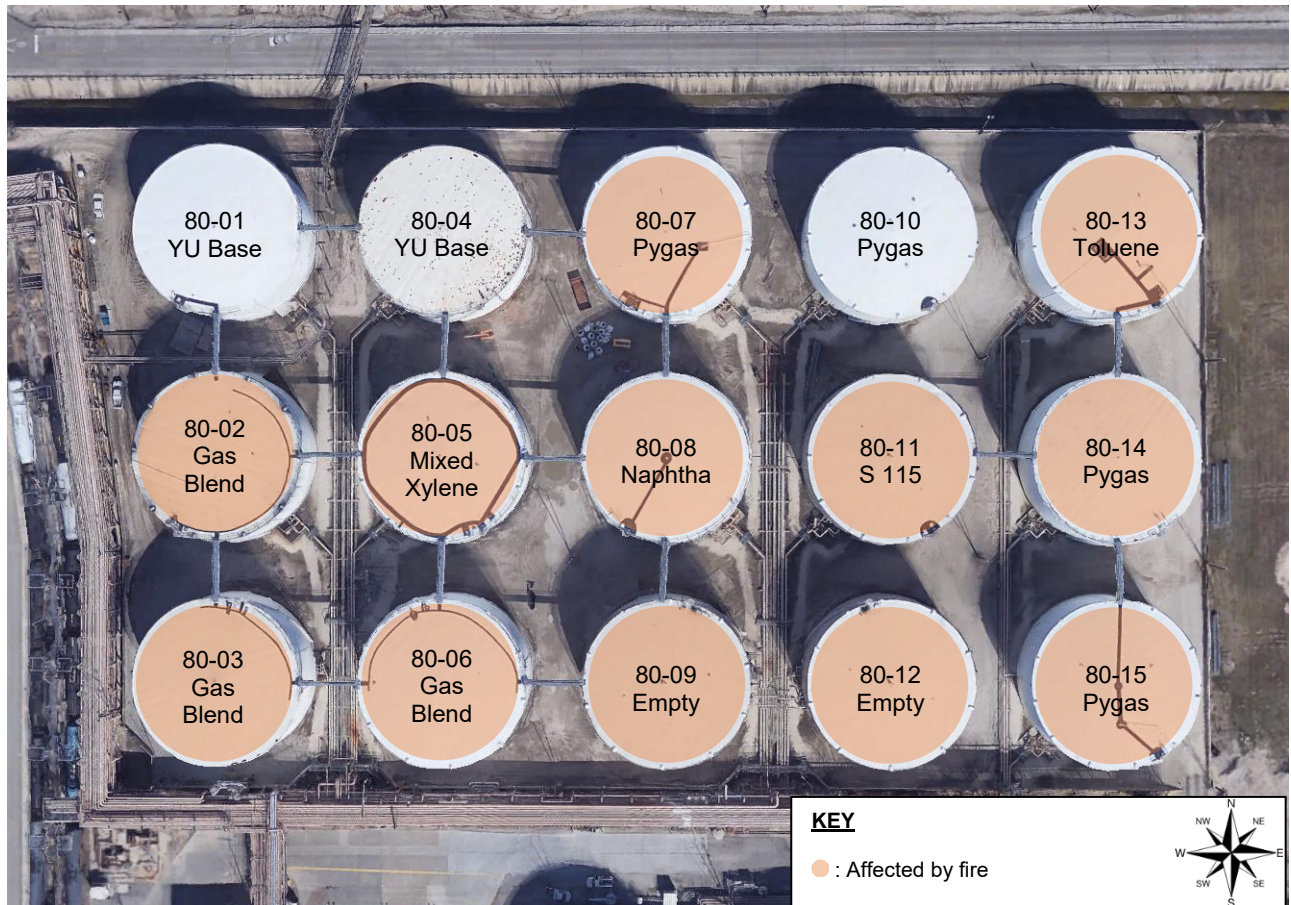 80-01
YU Base
80-04
YU Base
80-07
Pygas
80-10
Pygas
80-13
Toluene
80-02
Gas
Blend
80-05
Mixed
Xylene
80-08
Naphtha
80-11
S 115
80-14
Pygas
80-03
Gas
Blend
80-06
Gas
Blend
80-09
Empty
80-12
Empty
80-15
Pygas
KEY
: Affected by fire
N
NW
NE
W
E
SW
SE
S